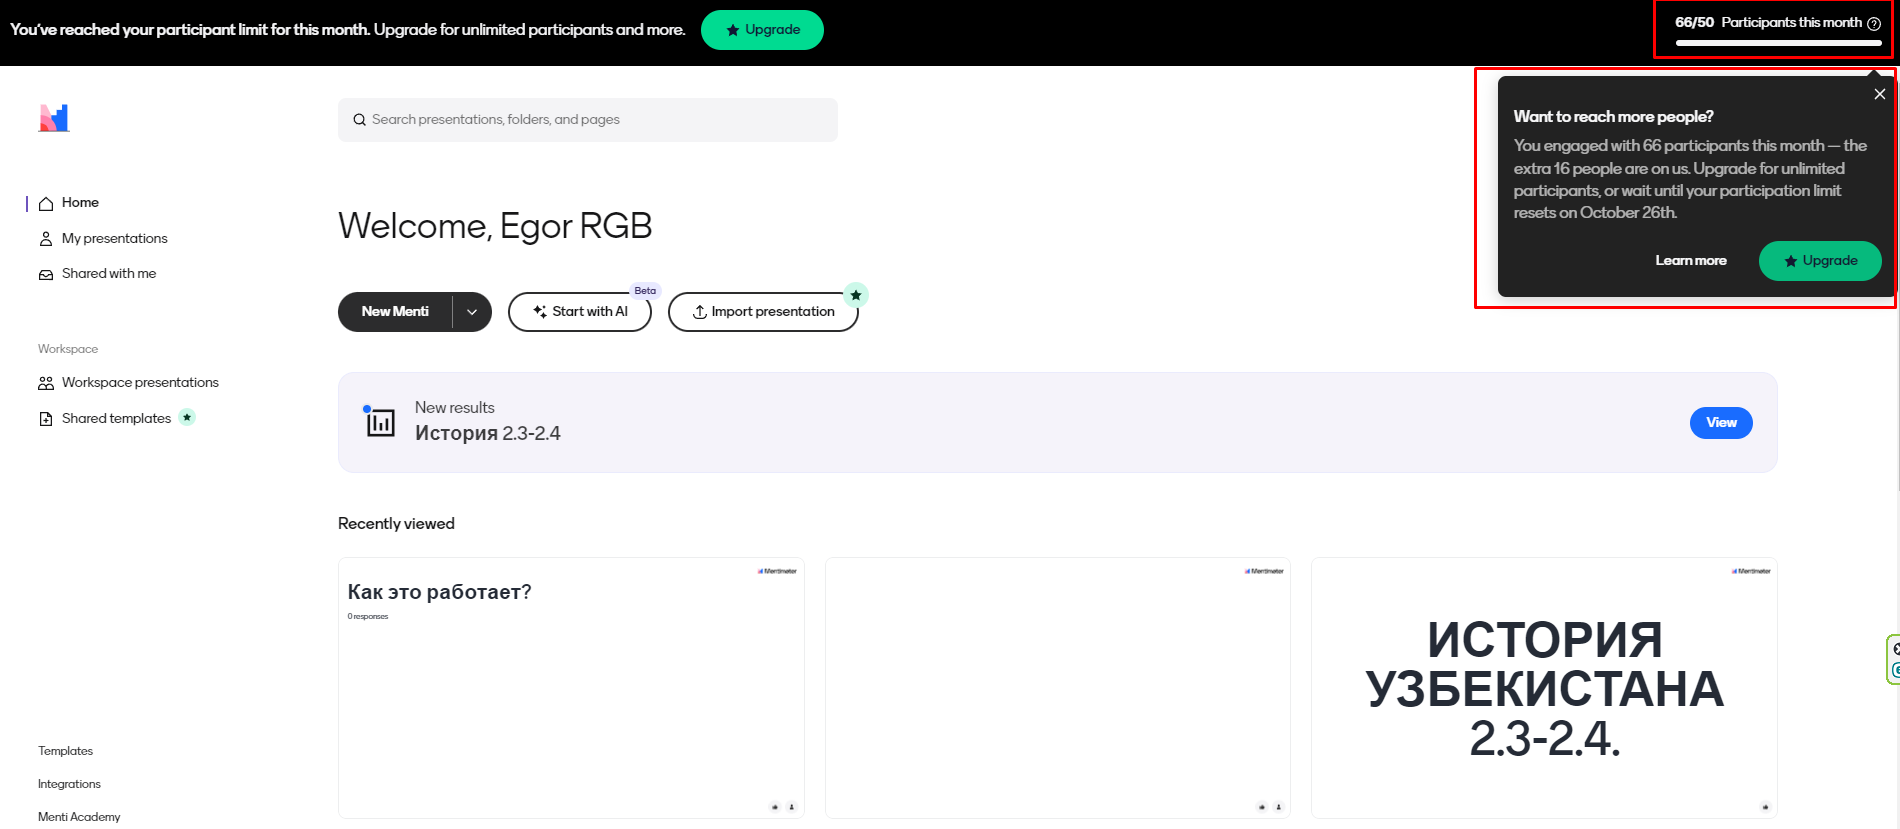 You've reached your participant limit for this month. Upgrade for unlimited participants and more.
Upgrade
66/50 Participants this month
Search presentations, folders, and pages
Want to reach more people?
You engaged with 66 participants this month — the
extra 16 people are on us. Upgrade for unlimited
participants, or wait until your participation limit
resets on October 26th.
Learn more
Upgrade
Home
My presentations
Shared with me
Workspace
Workspace presentations
Shared templates
Templates
Integrations
Menti Academy
Welcome, Egor RGB
New Menti
Start with AI
Beta
Import presentation
New results
История 2.3-2.4
View
Recently viewed
Mentimeter
Как это работает?
0 responses
Mentimeter
Mentimeter
ИСТОРИЯ
УЗБЕКИСТАНА
2.3-2.4.